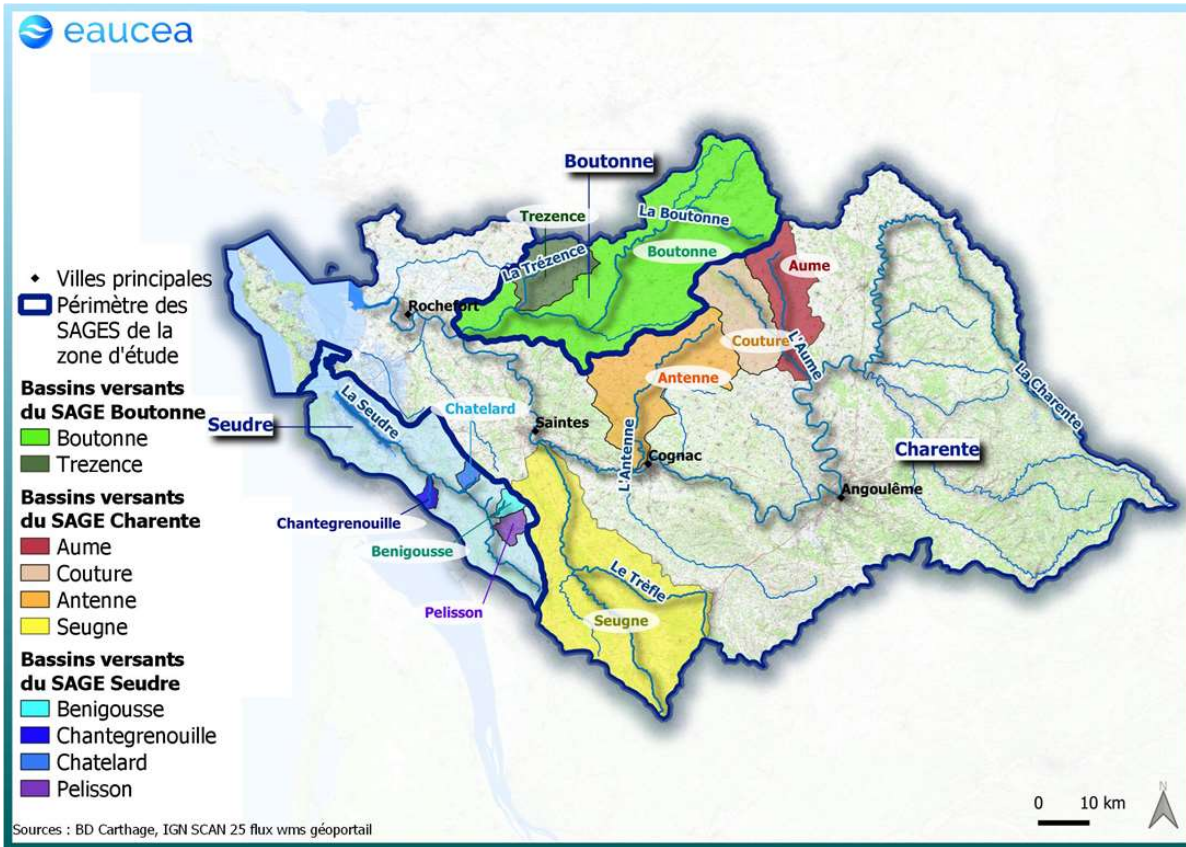 eaucea
Villes principales
Périmètre des
SAGES de la
zone d'étude
Bassins versants
du SAGE Boutonne
Boutonne
Trezence
Bassins versants
du SAGE Charente
Aume
Couture
Antenne
Seugne
Bassins versants
du SAGE Seudre
Benigousse
Chantegrenouille
Chatelard
Pelisson
Sources : BD Carthage, IGN SCAN 25 flux wms géoportail
Boutonne
Trezence
La Boutonne
La Trézence
Boutonne
Aume
Rochefort
Couture
L'Aume
La Charente
Antenne
La Seudre
Chatelard
Seudre
Saintes
L'Antenne
Cognac
Charente
Angoulême
Chantegrenouille
Benigousse
Le Trèfle
Pelisson
Seugne
0 10 km
N